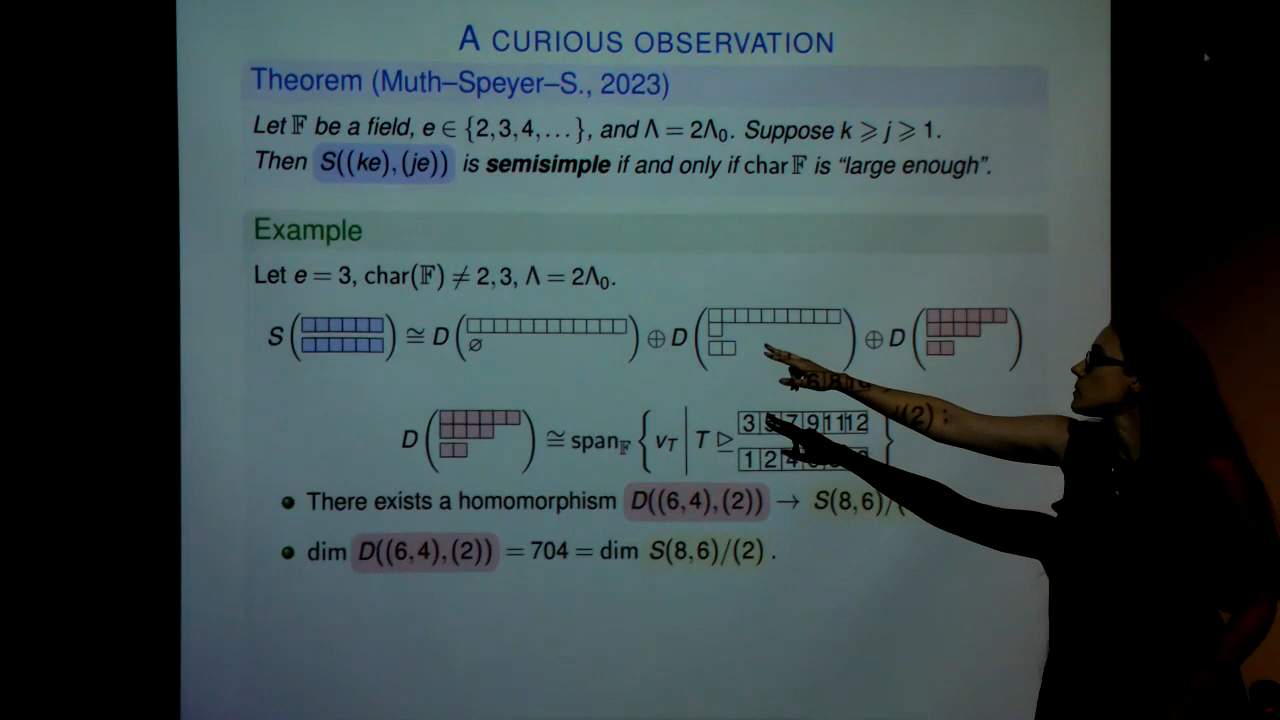 A CURIOUS OBSERVATION
Theorem (Muth–Speyer–S., 2023)
Let 𝔽 be a field, e ∈ {2,3,4,…}, and Λ = 2Λ₀. Suppose k ⩾ j ⩾ 1.
Then S((ke),(je)) is semisimple if and only if char 𝔽 is “large enough”.
Example
Let e = 3, char(𝔽) ≠ 2,3, Λ = 2Λ₀.
S ( ) ≅ D ( ∅ ) ⊕ D ( ) ⊕ D ( )
D ( ) ≅ span_𝔽 { v_T | T ⊵ 3 7 9 11 12
1 2 4 }
There exists a homomorphism D((6,4),(2)) → S(8,6)/(2) :
dim D((6,4),(2)) = 704 = dim S(8,6)/(2) .